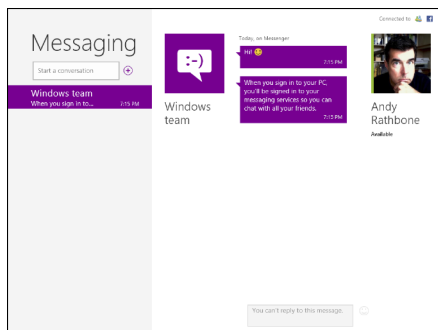 Connected to
Messaging
Start a conversation
Windows team
When you sign in to...
7:15 PM
:-)
Windows
team
Today, on Messenger
Hi!
7:15 PM
When you sign in to your PC,
you'll be signed in to your
messaging services so you can
chat with all your friends.
7:15 PM
Andy
Rathbone
Available
You can't reply to this message.